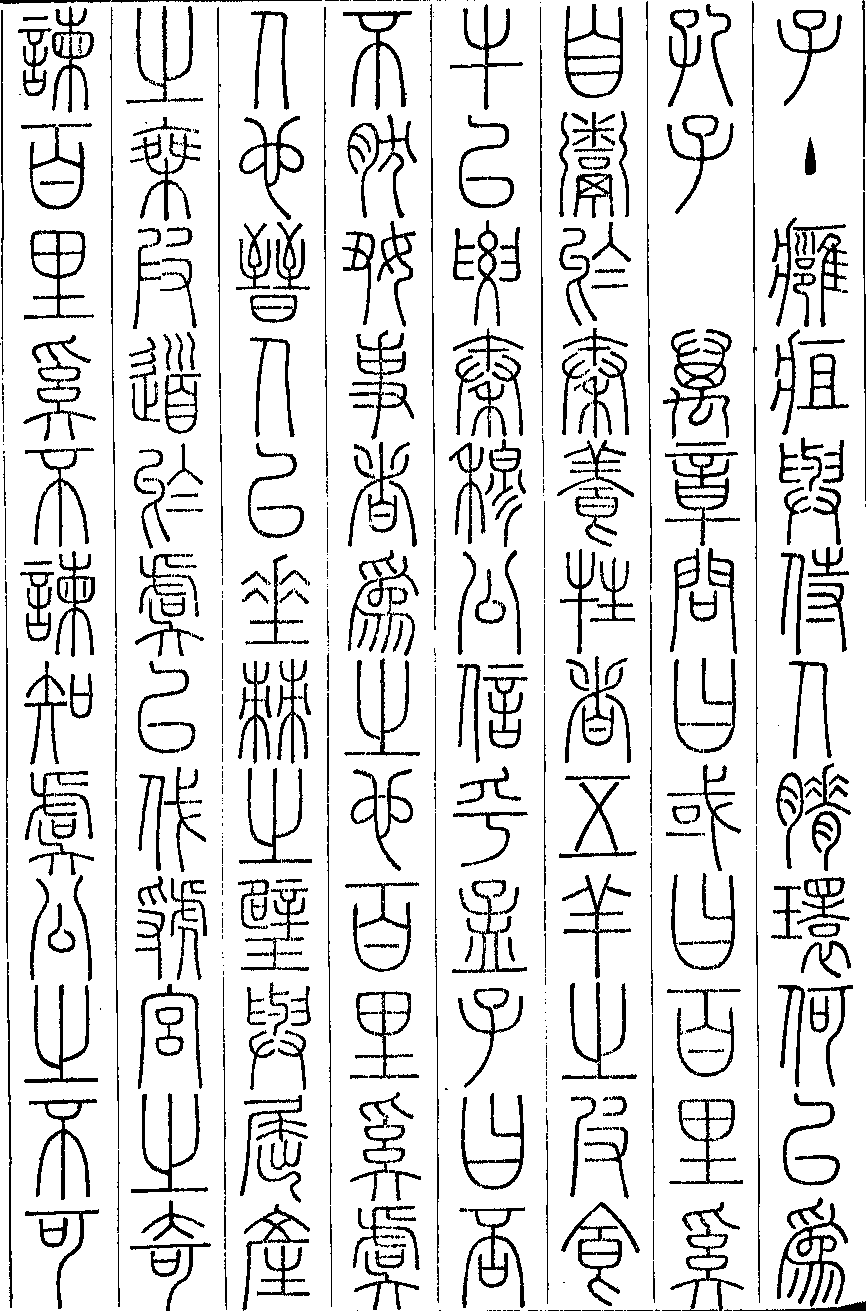 子丶癰疽與侍人膌環何以為
孔子 萬章問曰或曰百里奚
自鬻於秦養牲者五羊之皮食
牛以要秦穆公信乎孟子曰否
不然好事者為之也百里奚虞
人也晉人以垂棘之璧與屈產
之乘叚道於虞以伐虢宮之奇
諫百里奚不諫知虞公之不可